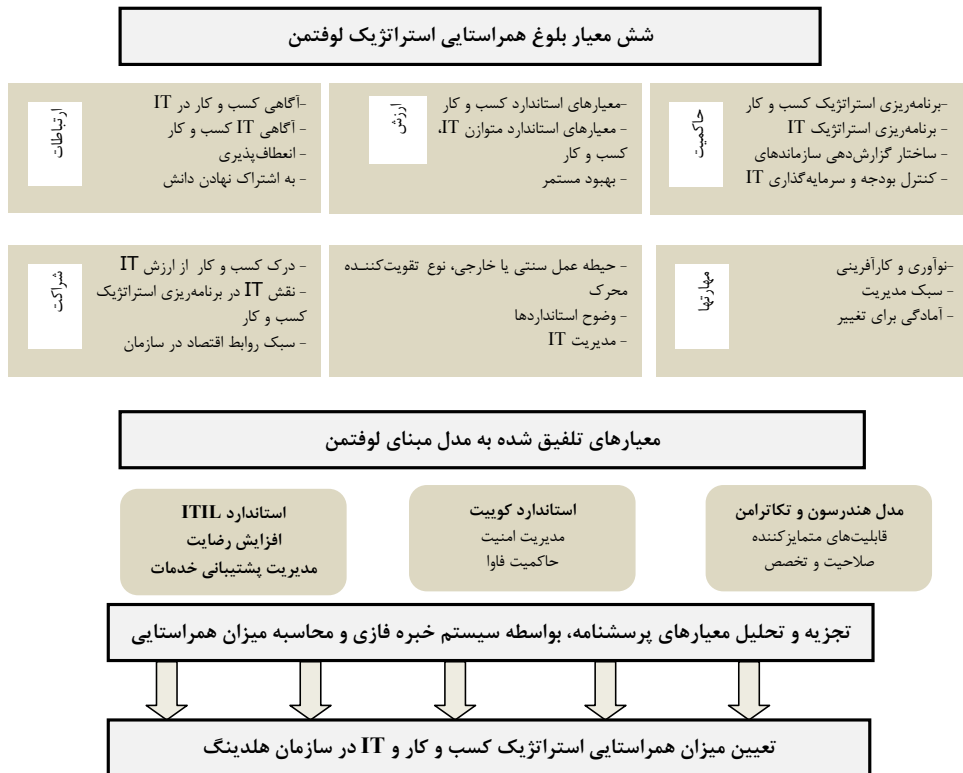 شش معیار بلوغ همراستایی استراتژیک لوفتمن
حاکمیت
-برنامه‌ریزی استراتژیک کسب و کار
- برنامه‌ریزی استراتژیک IT
- ساختار گزارش‌دهی سازماندهای
- کنترل بودجه و سرمایه‌گذاری IT
ارزش
-معیارهای استاندارد کسب و کار
- معیارهای استاندارد متوازن IT،
کسب و کار
- بهبود مستمر
ارتباطات
-آگاهی کسب و کار در IT
- آگاهی IT کسب و کار
- انعطاف‌پذیری
- به اشتراک نهادن دانش
مهارتها
-نوآوری و کارآفرینی
- سبک مدیریت
- آمادگی برای تغییر
- حیطه عمل سنتی یا خارجی، نوع تقویت‌کننده
محرک
- وضوح استانداردها
- مدیریت IT
شراکت
- درک کسب و کار از ارزش IT
- نقش IT در برنامه‌ریزی استراتژیک
کسب و کار
- سبک روابط اقتصاد در سازمان
معیارهای تلفیق شده به مدل مبنای لوفتمن
مدل هندرسون و تکاترامن
قابلیت‌های متمایزکننده
صلاحیت و تخصص
استاندارد کوبیت
مدیریت امنیت
حاکمیت فاوا
استاندارد ITIL
افزایش رضایت
مدیریت پشتیبانی خدمات
تجزیه و تحلیل معیارهای پرسشنامه، بواسطه سیستم خبره فازی و محاسبه میزان همراستایی
تعیین میزان همراستایی استراتژیک کسب و کار و IT در سازمان هلدینگ